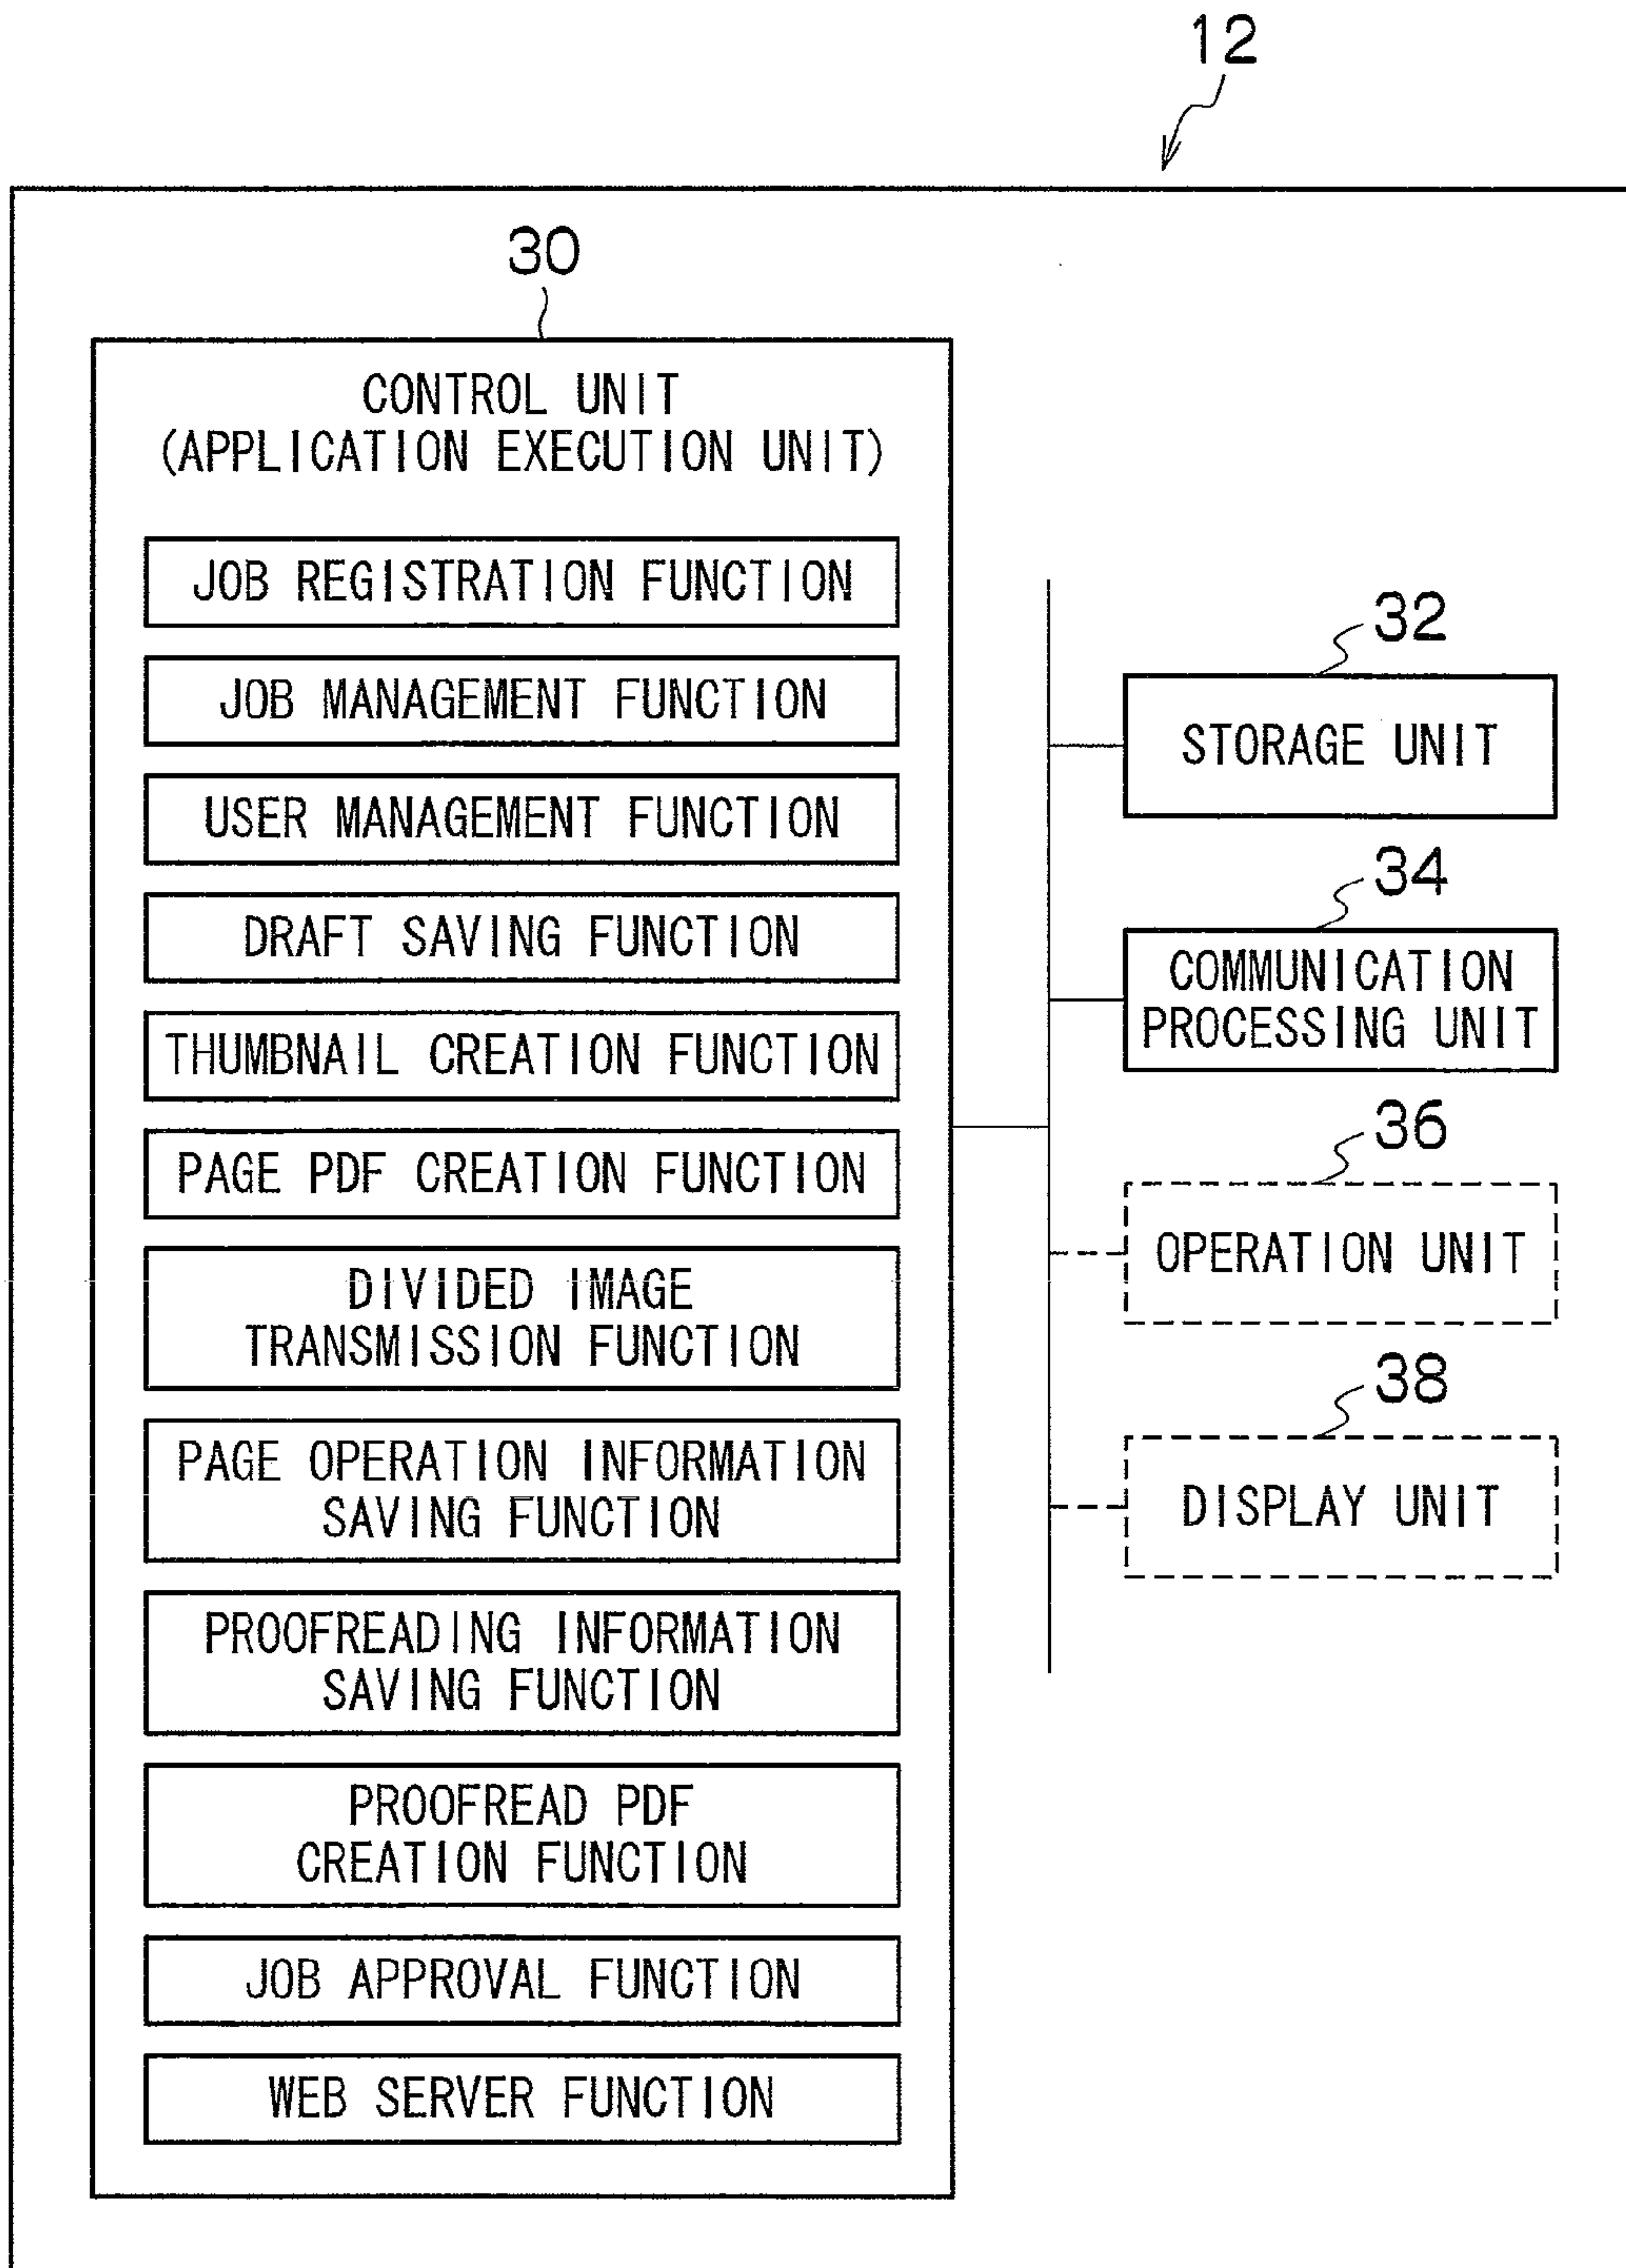 12
30
CONTROL UNIT
(APPLICATION EXECUTION UNIT)
JOB REGISTRATION FUNCTION
JOB MANAGEMENT FUNCTION
USER MANAGEMENT FUNCTION
DRAFT SAVING FUNCTION
THUMBNAIL CREATION FUNCTION
PAGE PDF CREATION FUNCTION
DIVIDED IMAGE
TRANSMISSION FUNCTION
PAGE OPERATION INFORMATION
SAVING FUNCTION
PROOFREADING INFORMATION
SAVING FUNCTION
PROOFREAD PDF
CREATION FUNCTION
JOB APPROVAL FUNCTION
WEB SERVER FUNCTION
32
STORAGE UNIT
34
COMMUNICATION
PROCESSING UNIT
36
OPERATION UNIT
38
DISPLAY UNIT